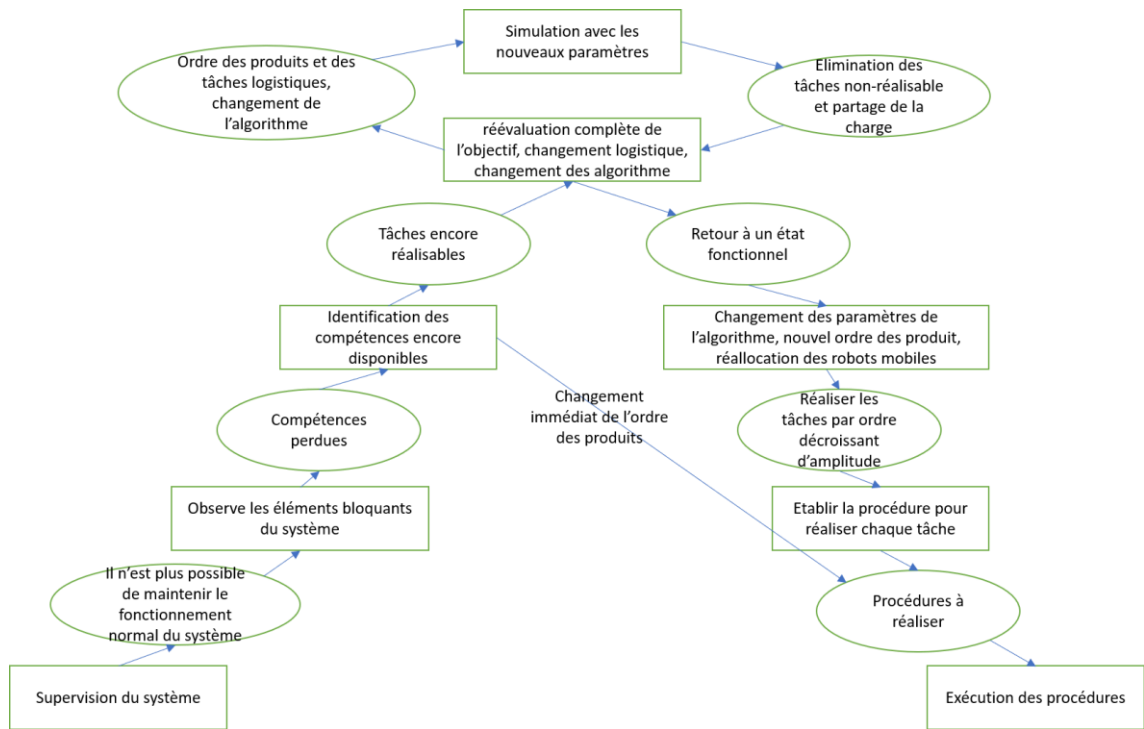 Simulation avec les
nouveaux paramètres
Ordre des produits et des
tâches logistiques,
changement de
l'algorithme
Elimination des
tâches non-réalisable
et partage de la
charge
réévaluation complète de
l'objectif, changement logistique,
changement des algorithme
Tâches encore
réalisables
Retour à un état
fonctionnel
Identification des
compétences encore
disponibles
Changement des paramètres de
l'algorithme, nouvel ordre des produit,
réallocation des robots mobiles
Changement
immédiat de l'ordre
des produits
Compétences
perdues
Réaliser les
tâches par ordre
décroissant
d'amplitude
Observe les éléments bloquants
du système
Etablir la procédure pour
réaliser chaque tâche
Il n'est plus possible
de maintenir le
fonctionnement
normal du système
Procédures à
réaliser
Supervision du système
Exécution des procédures